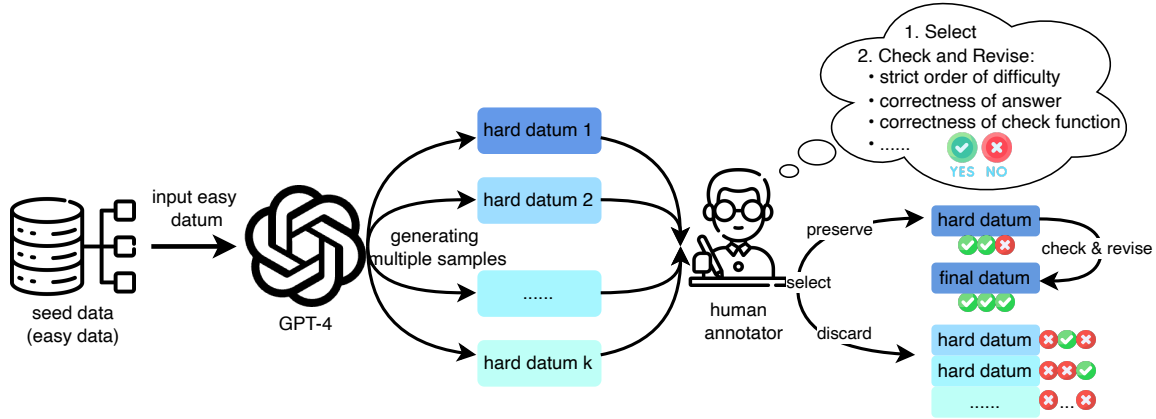 1. Select
2. Check and Revise:
• strict order of difficulty
• correctness of answer
• correctness of check function
• ......
YES NO
input easy
datum
seed data
(easy data)
GPT-4
generating
multiple samples
hard datum 1
hard datum 2
......
hard datum k
human
annotator
select
preserve
discard
hard datum
check & revise
final datum
hard datum
hard datum
......
...